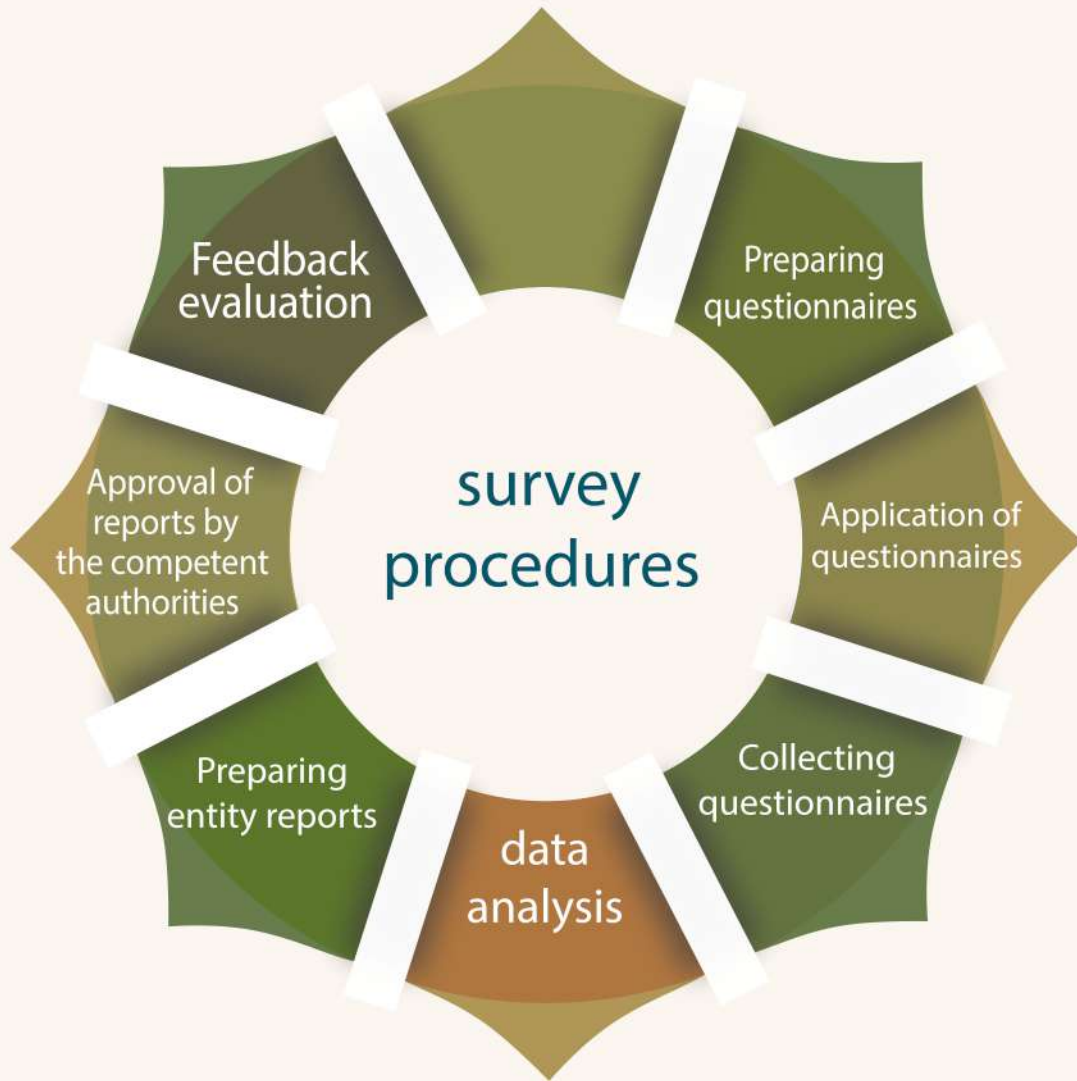 survey
procedures
Preparing
questionnaires
Application of
questionnaires
Collecting
questionnaires
data
analysis
Preparing
entity reports
Approval of
reports by
the competent
authorities
Feedback
evaluation